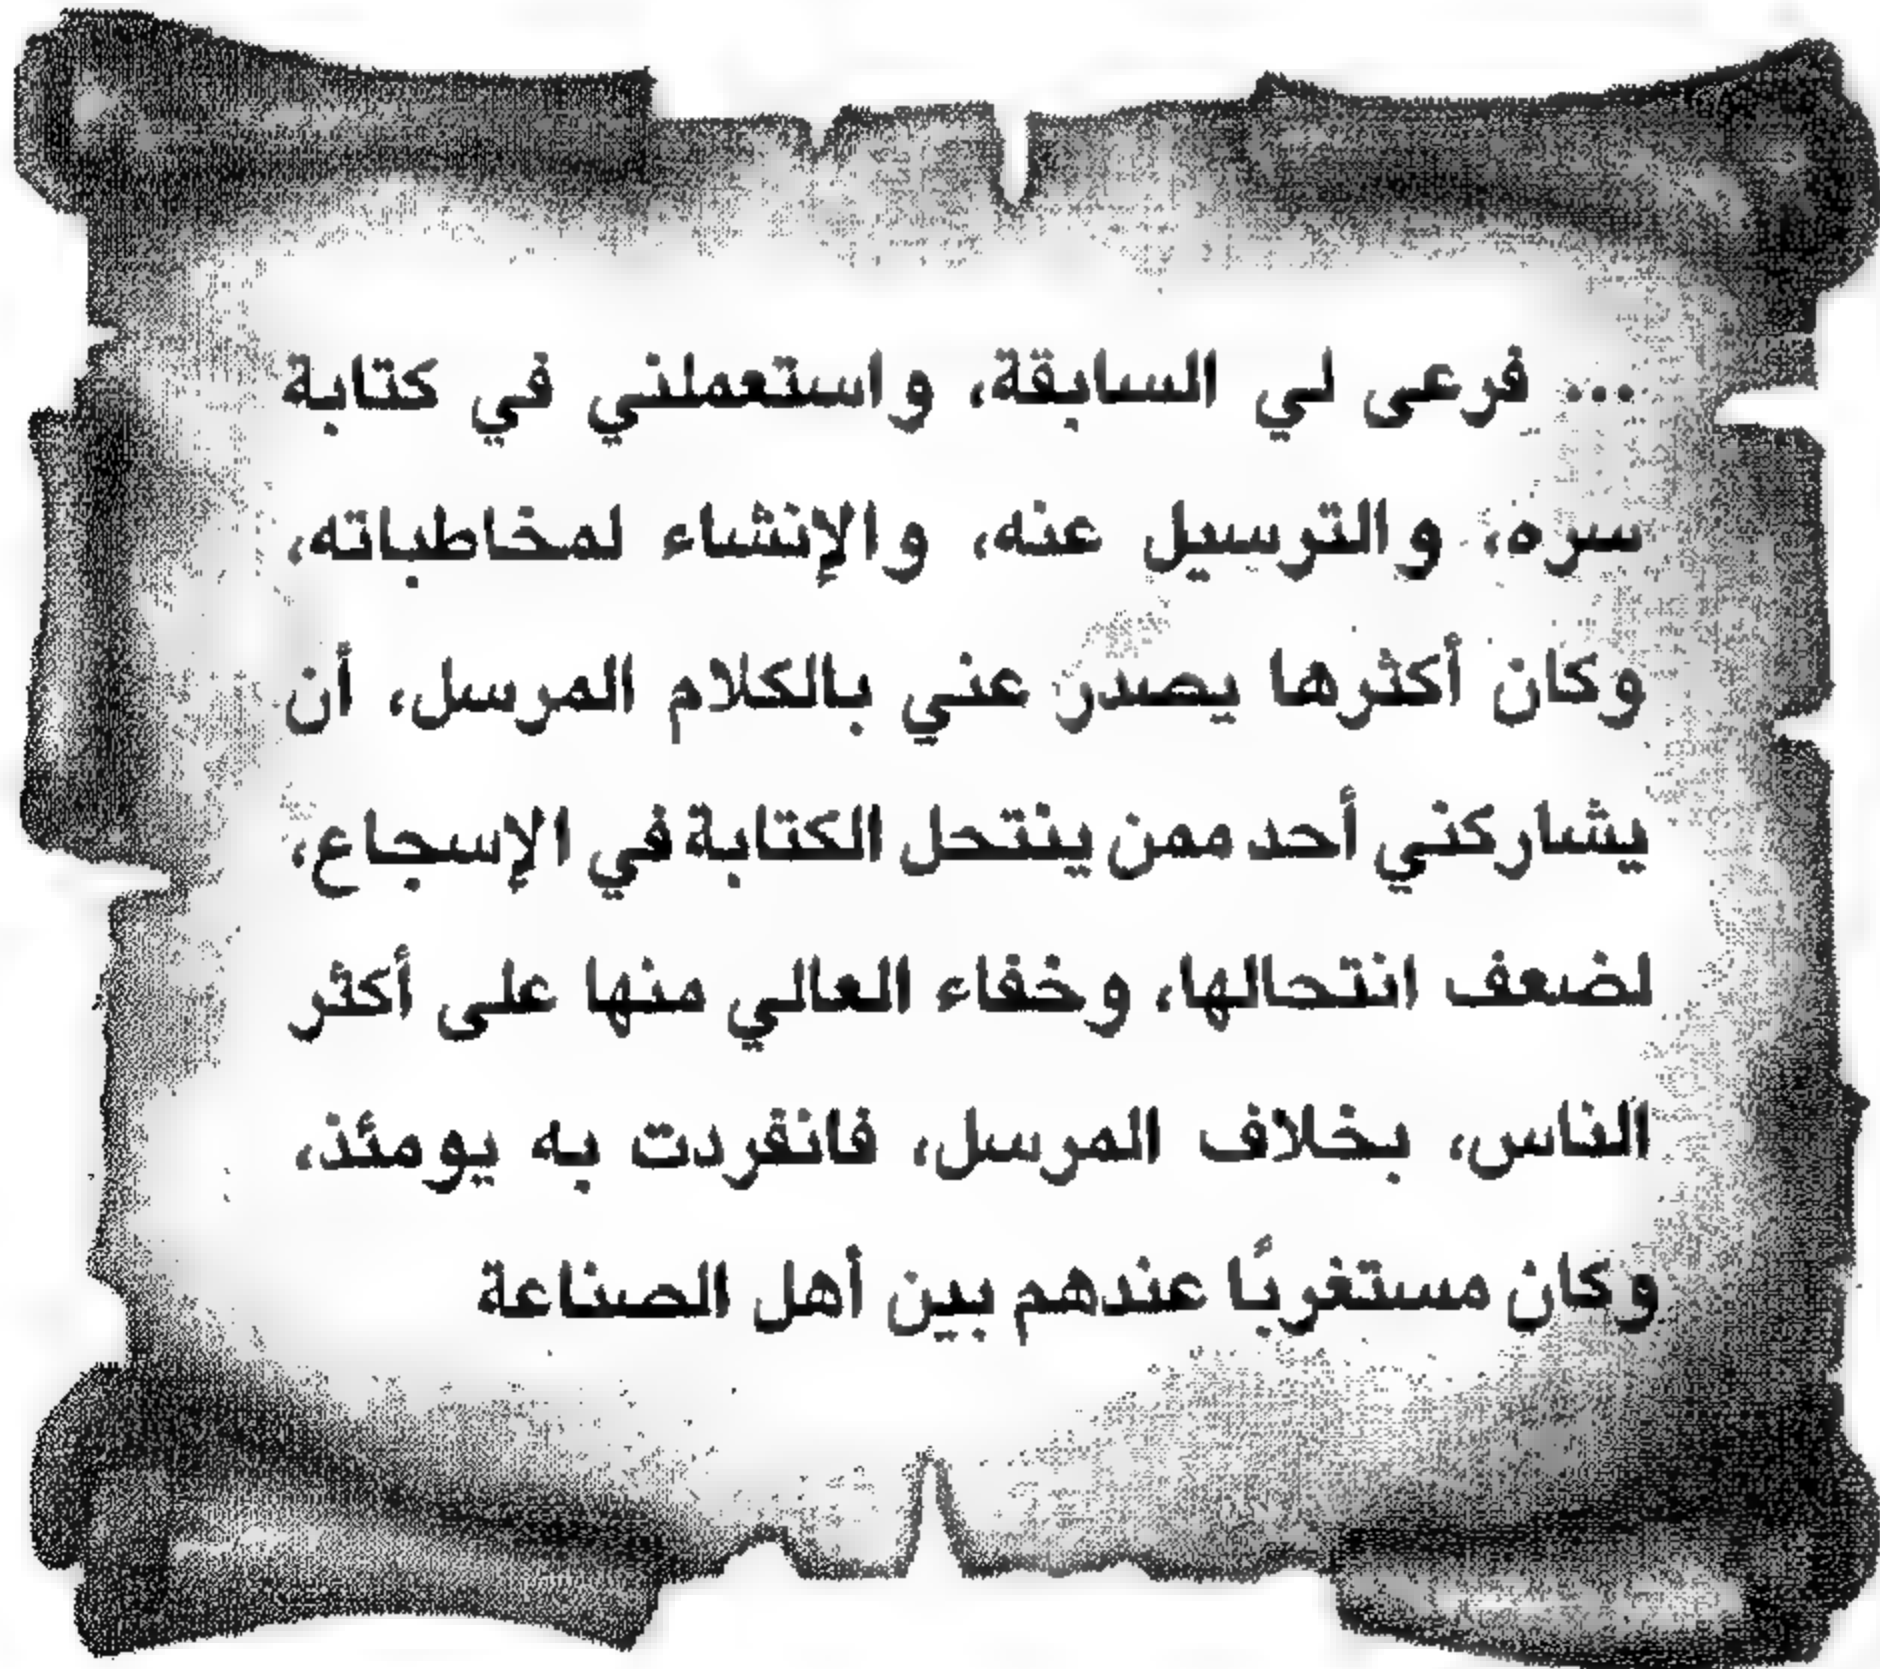 ... فرعى لي السابقة، واستعملني في كتابة
سره، والترسيل عنه، والإنشاء لمخاطباته،
وكان أكثرها يصدر عني بالكلام المرسل، أن
يشاركني أحد ممن ينتحل الكتابة في الإسجاع،
لضعف انتحالها، وخفاء العالي منها على أكثر
الناس، بخلاف المرسل، فانفردت به يومئذ،
وكان مستغربًا عندهم بين أهل الصناعة